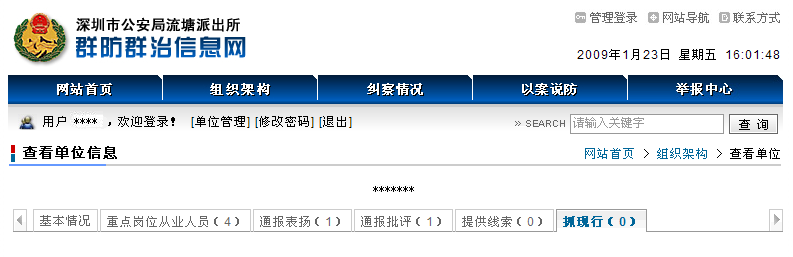 深圳市公安局流塘派出所
群防群治信息网
管理登录 网站导航 联系方式
2009年1月23日 星期五 16:01:48
网站首页 组织架构 纠察情况 以案说防 举报中心
用户 **** ，欢迎登录! [单位管理] [修改密码] [退出] » SEARCH 请输入关键字 查 询
查看单位信息 网站首页 > 组织架构 > 查看单位
*******
基本情况 重点岗位从业人员（4） 通报表扬（1） 通报批评（1） 提供线索（0） 抓现行（0）